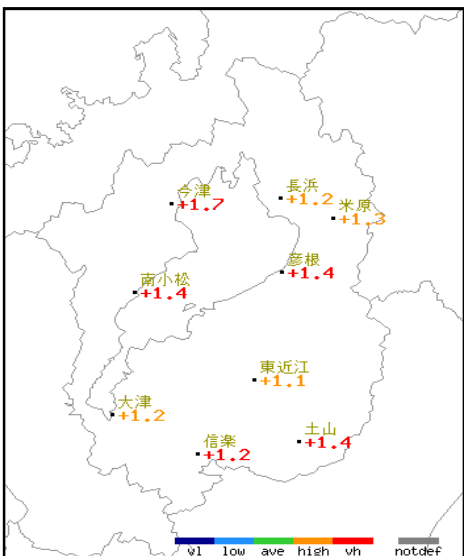 今津
+1.7
長浜
+1.2
米原
+1.3
彦根
+1.4
南小松
+1.4
東近江
+1.1
大津
+1.2
土山
+1.4
信楽
+1.2
vl low ave high vh notdef